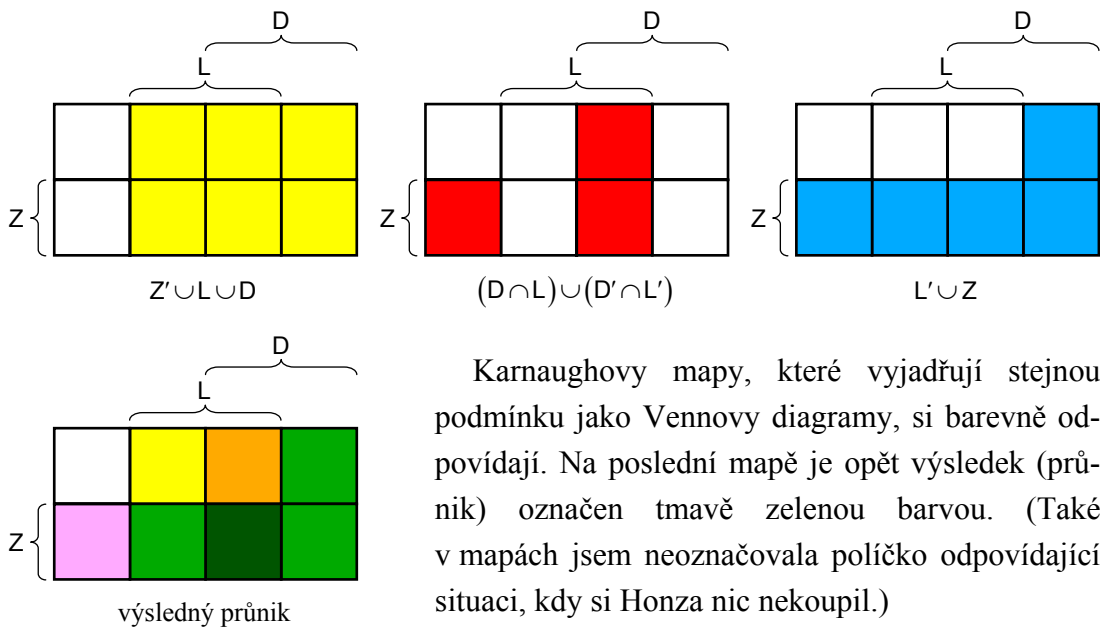 D D D
L L L
Z Z Z
Z′∪L∪D (D∩L)∪(D′∩L′) L′∪Z
D
L
Z
výsledný průnik
Karnaughovy mapy, které vyjadřují stejnou
podmínku jako Vennovy diagramy, si barevně od-
povídají. Na poslední mapě je opět výsledek (prů-
nik) označen tmavě zelenou barvou. (Také
v mapách jsem neoznačovala políčko odpovídající
situaci, kdy si Honza nic nekoupil.)